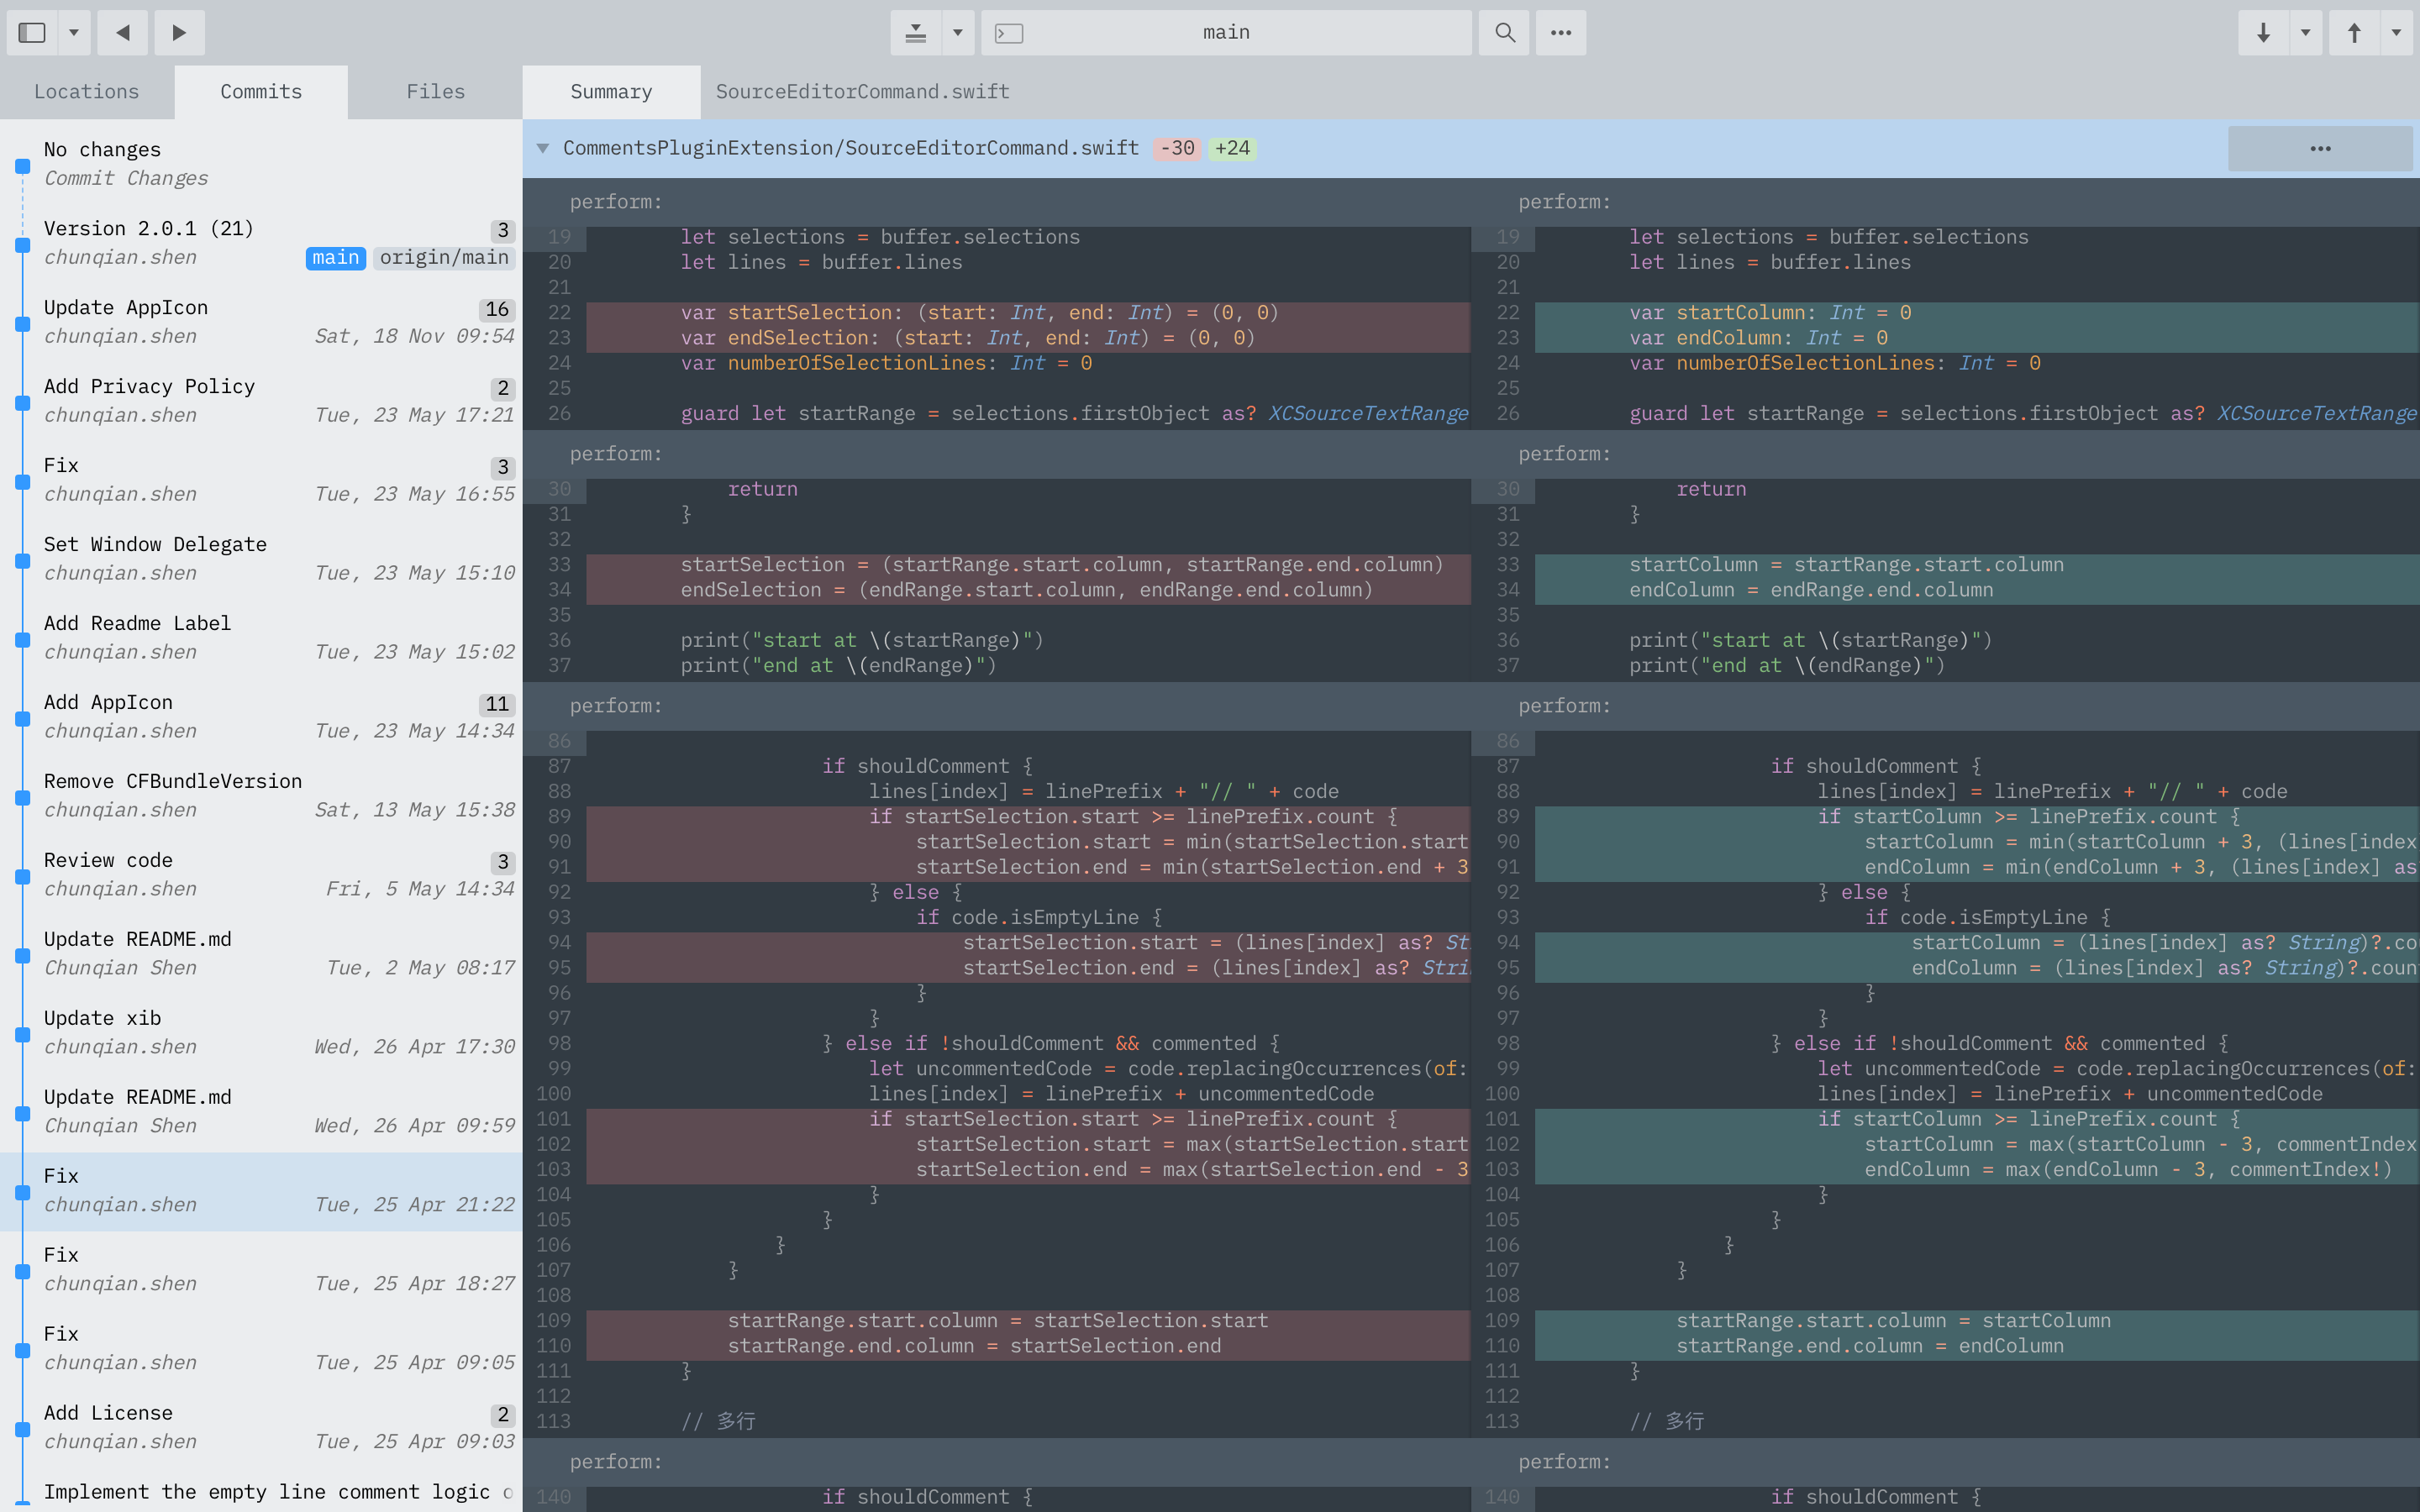 main
Locations
Commits
Files
Summary
SourceEditorCommand.swift
No changes
Commit Changes
Version 2.0.1 (21)
3
chunqian.shen
main
origin/main
Update AppIcon
16
chunqian.shen
Sat, 18 Nov 09:54
Add Privacy Policy
2
chunqian.shen
Tue, 23 May 17:21
Fix
3
chunqian.shen
Tue, 23 May 16:55
Set Window Delegate
chunqian.shen
Tue, 23 May 15:10
Add Readme Label
chunqian.shen
Tue, 23 May 15:02
Add AppIcon
11
chunqian.shen
Tue, 23 May 14:34
Remove CFBundleVersion
chunqian.shen
Sat, 13 May 15:38
Review code
3
chunqian.shen
Fri, 5 May 14:34
Update README.md
Chunqian Shen
Tue, 2 May 08:17
Update xib
chunqian.shen
Wed, 26 Apr 17:30
Update README.md
Chunqian Shen
Wed, 26 Apr 09:59
Fix
chunqian.shen
Tue, 25 Apr 21:22
Fix
chunqian.shen
Tue, 25 Apr 18:27
Fix
chunqian.shen
Tue, 25 Apr 09:05
Add License
2
chunqian.shen
Tue, 25 Apr 09:03
Implement the empty line comment logic
CommentsPluginExtension/SourceEditorCommand.swift -30 +24
perform:
19 let selections = buffer.selections
20 let lines = buffer.lines
21
22 var startSelection: (start: Int, end: Int) = (0, 0)
23 var endSelection: (start: Int, end: Int) = (0, 0)
24 var numberOfSelectionLines: Int = 0
25
26 guard let startRange = selections.firstObject as? XCSourceTextRange
perform:
30 return
31 }
32
33 startSelection = (startRange.start.column, startRange.end.column)
34 endSelection = (endRange.start.column, endRange.end.column)
35
36 print("start at \(startRange)")
37 print("end at \(endRange)")
perform:
86
87 if shouldComment {
88 lines[index] = linePrefix + "// " + code
89 if startSelection.start >= linePrefix.count {
90 startSelection.start = min(startSelection.start
91 startSelection.end = min(startSelection.end + 3
92 } else {
93 if code.isEmptyLine {
94 startSelection.start = (lines[index] as? St
95 startSelection.end = (lines[index] as? Stri
96 }
97 }
98 } else if !shouldComment && commented {
99 let uncommentedCode = code.replacingOccurrences(of:
100 lines[index] = linePrefix + uncommentedCode
101 if startSelection.start >= linePrefix.count {
102 startSelection.start = max(startSelection.start
103 startSelection.end = max(startSelection.end - 3
104 }
105 }
106 }
107 }
108
109 startRange.start.column = startSelection.start
110 startRange.end.column = startSelection.end
111 }
112
113 // 多行
perform:
140 if shouldComment {
perform:
19 let selections = buffer.selections
20 let lines = buffer.lines
21
22 var startColumn: Int = 0
23 var endColumn: Int = 0
24 var numberOfSelectionLines: Int = 0
25
26 guard let startRange = selections.firstObject as? XCSourceTextRange
perform:
30 return
31 }
32
33 startColumn = startRange.start.column
34 endColumn = endRange.end.column
35
36 print("start at \(startRange)")
37 print("end at \(endRange)")
perform:
86
87 if shouldComment {
88 lines[index] = linePrefix + "// " + code
89 if startColumn >= linePrefix.count {
90 startColumn = min(startColumn + 3, (lines[index
91 endColumn = min(endColumn + 3, (lines[index] as
92 } else {
93 if code.isEmptyLine {
94 startColumn = (lines[index] as? String)?.co
95 endColumn = (lines[index] as? String)?.coun
96 }
97 }
98 } else if !shouldComment && commented {
99 let uncommentedCode = code.replacingOccurrences(of:
100 lines[index] = linePrefix + uncommentedCode
101 if startColumn >= linePrefix.count {
102 startColumn = max(startColumn - 3, commentIndex
103 endColumn = max(endColumn - 3, commentIndex!)
104 }
105 }
106 }
107 }
108
109 startRange.start.column = startColumn
110 startRange.end.column = endColumn
111 }
112
113 // 多行
perform:
140 if shouldComment {